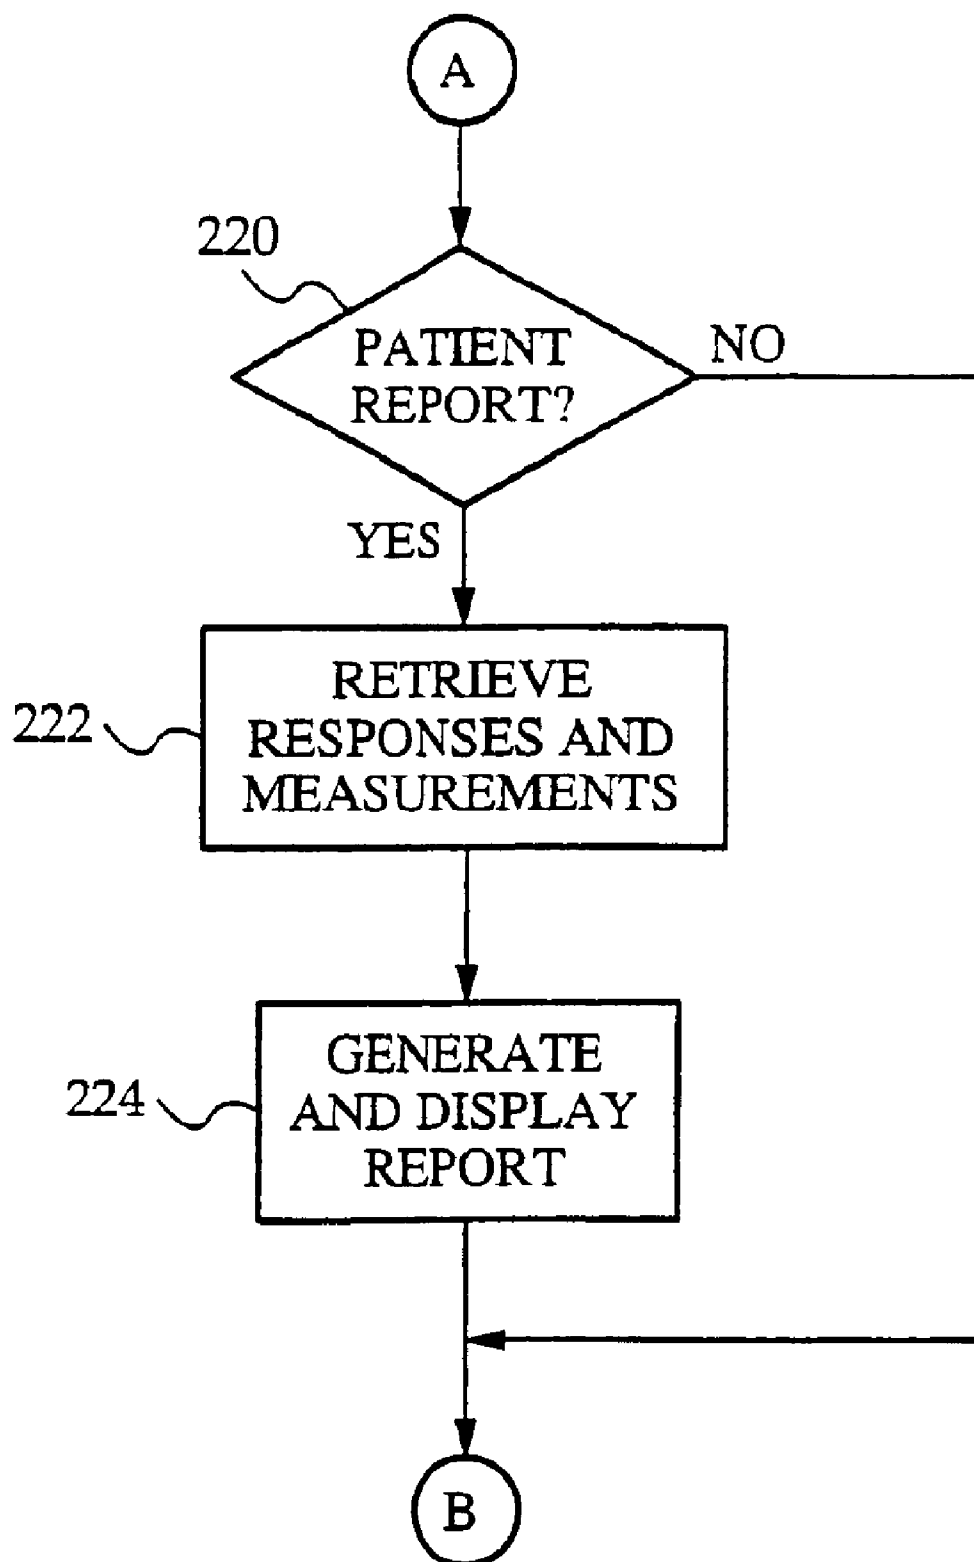 A
220
PATIENT
REPORT?
NO
YES
222
RETRIEVE
RESPONSES AND
MEASUREMENTS
224
GENERATE
AND DISPLAY
REPORT
B